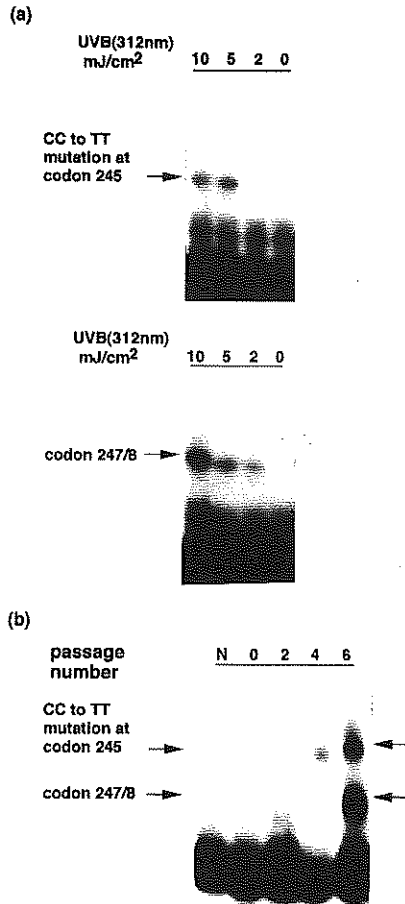 (a)
UVB(312nm)
mJ/cm²
10 5 2 0
CC to TT
mutation at
codon 245
UVB(312nm)
mJ/cm²
10 5 2 0
codon 247/8
(b)
passage
number
N 0 2 4 6
CC to TT
mutation at
codon 245
codon 247/8